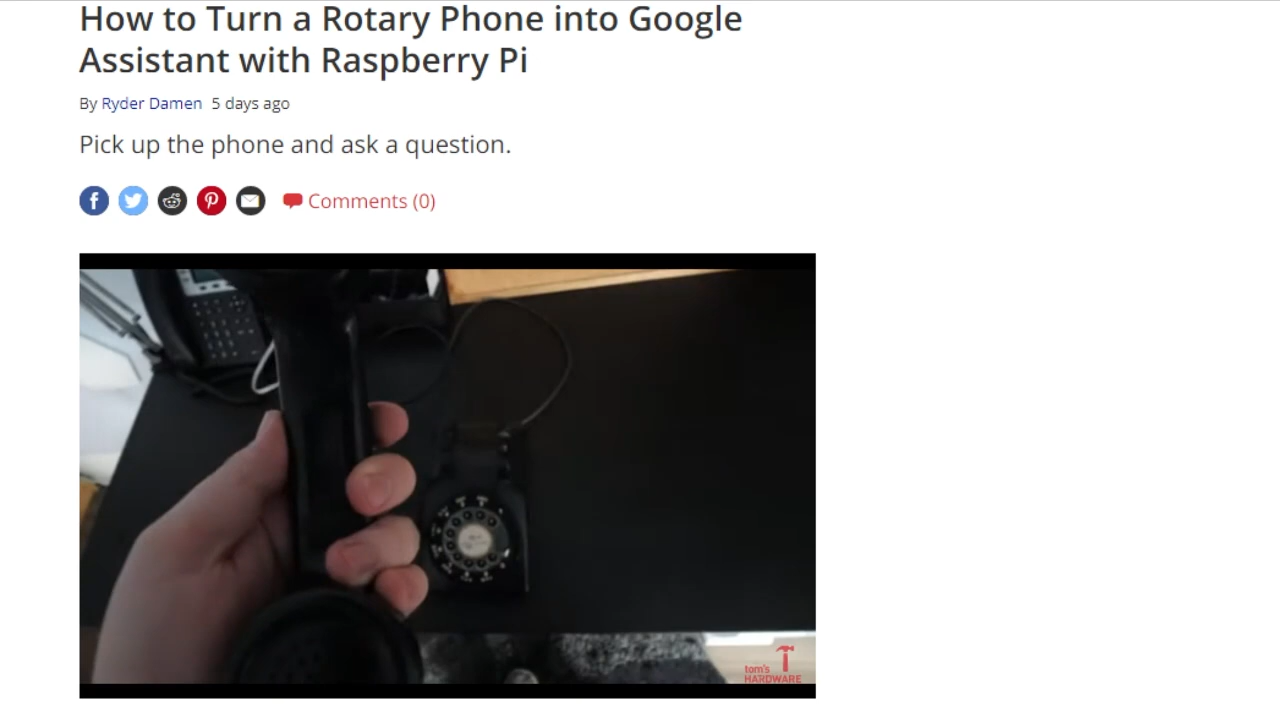 How to Turn a Rotary Phone into Google
Assistant with Raspberry Pi
By Ryder Damen 5 days ago
Pick up the phone and ask a question.
Comments (0)
tom's
HARDWARE